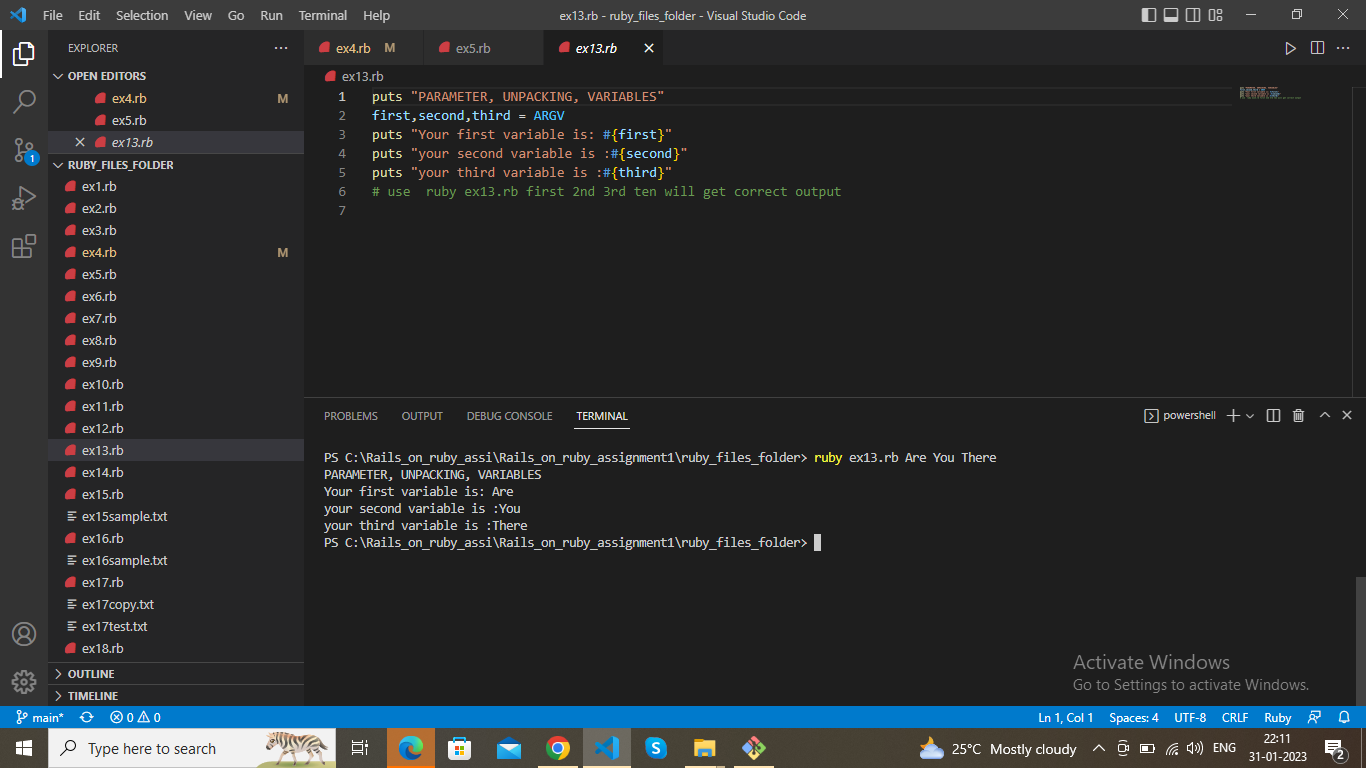 File Edit Selection View Go Run Terminal Help
ex13.rb - ruby_files_folder - Visual Studio Code
EXPLORER
OPEN EDITORS
ex4.rb M
ex5.rb
ex13.rb
RUBY_FILES_FOLDER
ex1.rb
ex2.rb
ex3.rb
ex4.rb M
ex5.rb
ex6.rb
ex7.rb
ex8.rb
ex9.rb
ex10.rb
ex11.rb
ex12.rb
ex13.rb
ex14.rb
ex15.rb
ex15sample.txt
ex16.rb
ex16sample.txt
ex17.rb
ex17copy.txt
ex17test.txt
ex18.rb
OUTLINE
TIMELINE
1
ex4.rb M
ex5.rb
ex13.rb
ex13.rb
1 puts "PARAMETER, UNPACKING, VARIABLES"
2 first,second,third = ARGV
3 puts "Your first variable is: #{first}"
4 puts "your second variable is :#{second}"
5 puts "your third variable is :#{third}"
6 # use  ruby ex13.rb first 2nd 3rd ten will get correct output
7
PROBLEMS OUTPUT DEBUG CONSOLE TERMINAL
powershell
PS C:\Rails_on_ruby_assi\Rails_on_ruby_assignment1\ruby_files_folder> ruby ex13.rb Are You There
PARAMETER, UNPACKING, VARIABLES
Your first variable is: Are
your second variable is :You
your third variable is :There
PS C:\Rails_on_ruby_assi\Rails_on_ruby_assignment1\ruby_files_folder>
Activate Windows
Go to Settings to activate Windows.
main* 0 0
Ln 1, Col 1 Spaces: 4 UTF-8 CRLF Ruby
Type here to search
25°C Mostly cloudy
ENG
22:11
31-01-2023
2